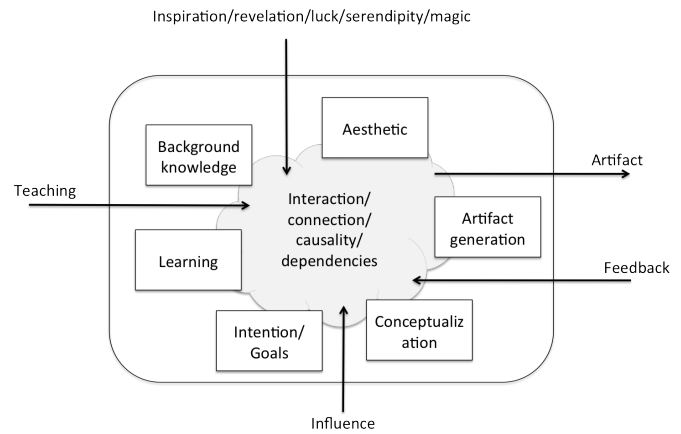 Inspiration/revelation/luck/serendipity/magic
Aesthetic
Background
knowledge
Artifact
Teaching
Interaction/
connection/
causality/
dependencies
Artifact
generation
Learning
Feedback
Intention/
Goals
Conceptualiz
ation
Influence